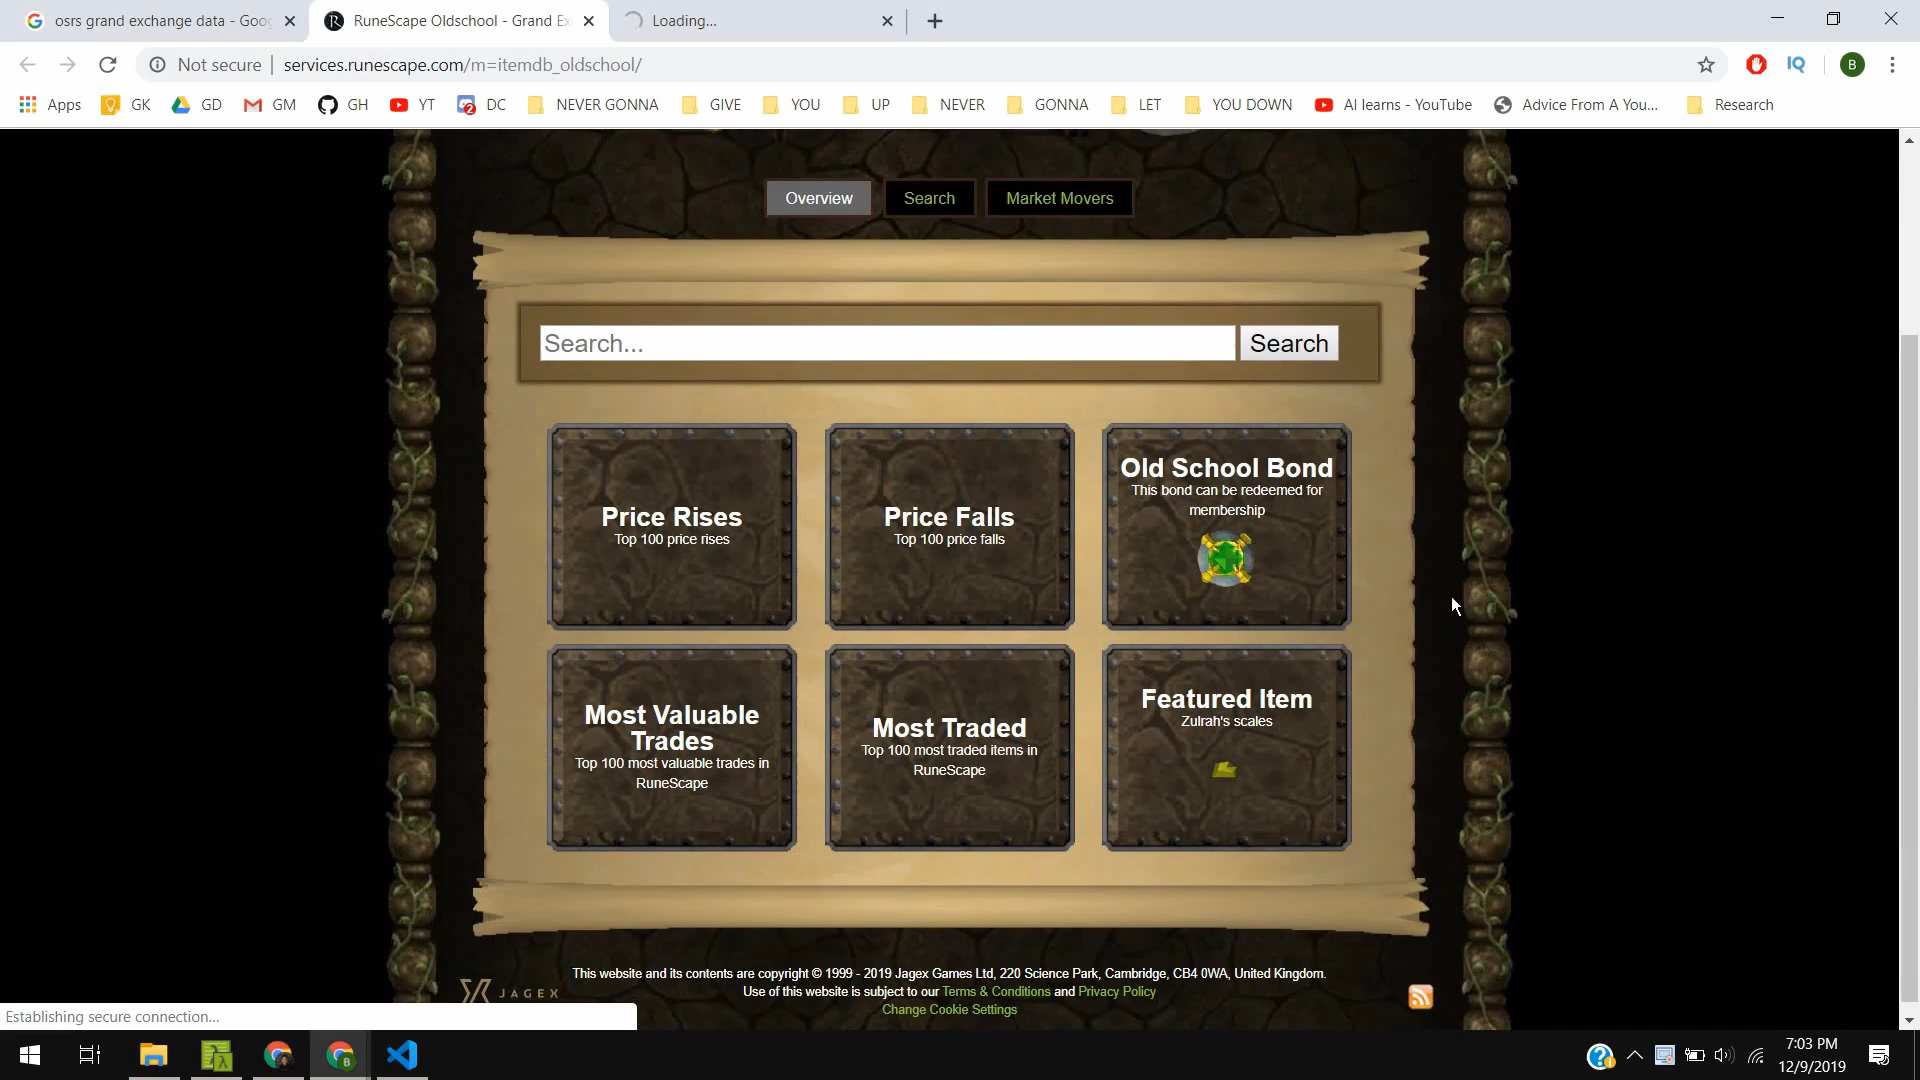 osrs grand exchange data - Goog
RuneScape Oldschool - Grand Ex
Loading...
Not secure
services.runescape.com/m=itemdb_oldschool/
IQ
B
Apps
GK
GD
GM
GH
YT
DC
NEVER GONNA
GIVE
YOU
UP
NEVER
GONNA
LET
YOU DOWN
AI learns - YouTube
Advice From A You...
Research
Overview
Search
Market Movers
Search...
Search
Price Rises
Top 100 price rises
Price Falls
Top 100 price falls
Old School Bond
This bond can be redeemed for
membership
Most Valuable
Trades
Top 100 most valuable trades in
RuneScape
Most Traded
Top 100 most traded items in
RuneScape
Featured Item
Zulrah's scales
This website and its contents are copyright © 1999 - 2019 Jagex Games Ltd, 220 Science Park, Cambridge, CB4 0WA, United Kingdom.
Use of this website is subject to our Terms & Conditions and Privacy Policy
Change Cookie Settings
JAGEX
Establishing secure connection...
7:03 PM
12/9/2019